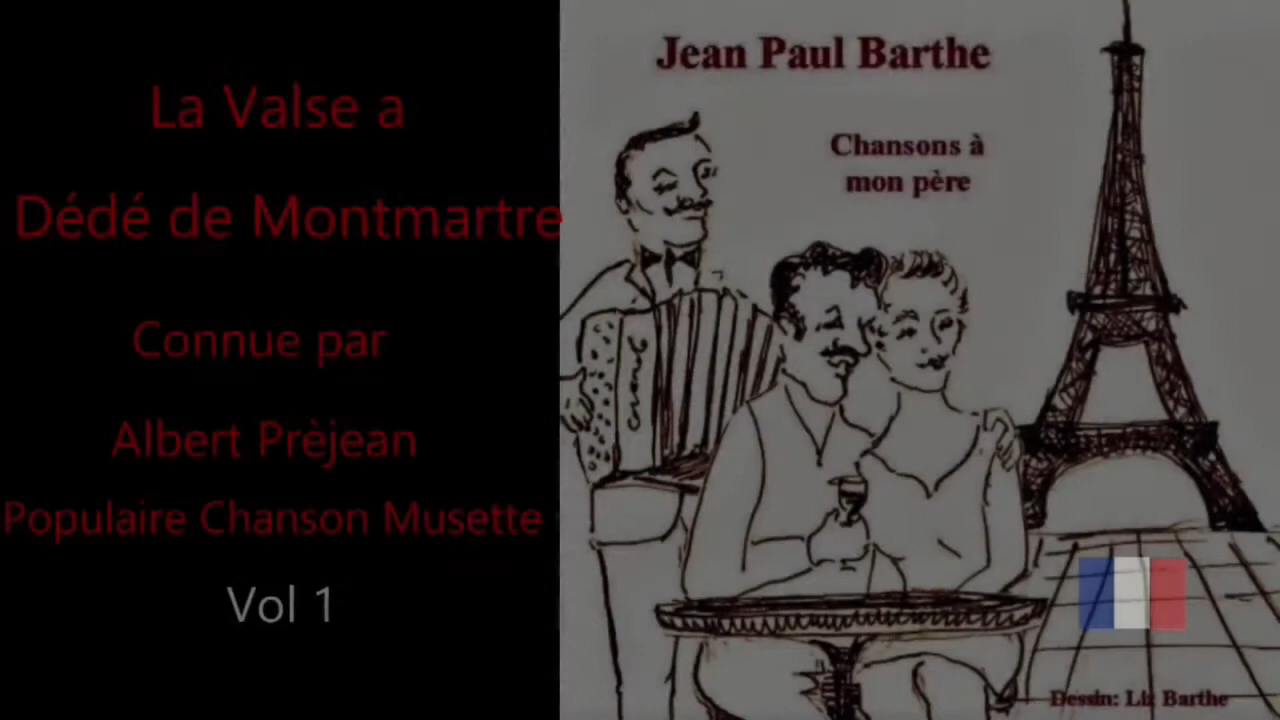 La Valse a
Dédé de Montmartre
Connue par
Albert Prèjean
Populaire Chanson Musette
Vol 1
Jean Paul Barthe
Chansons à
mon père
Dessin: Liz Barthe